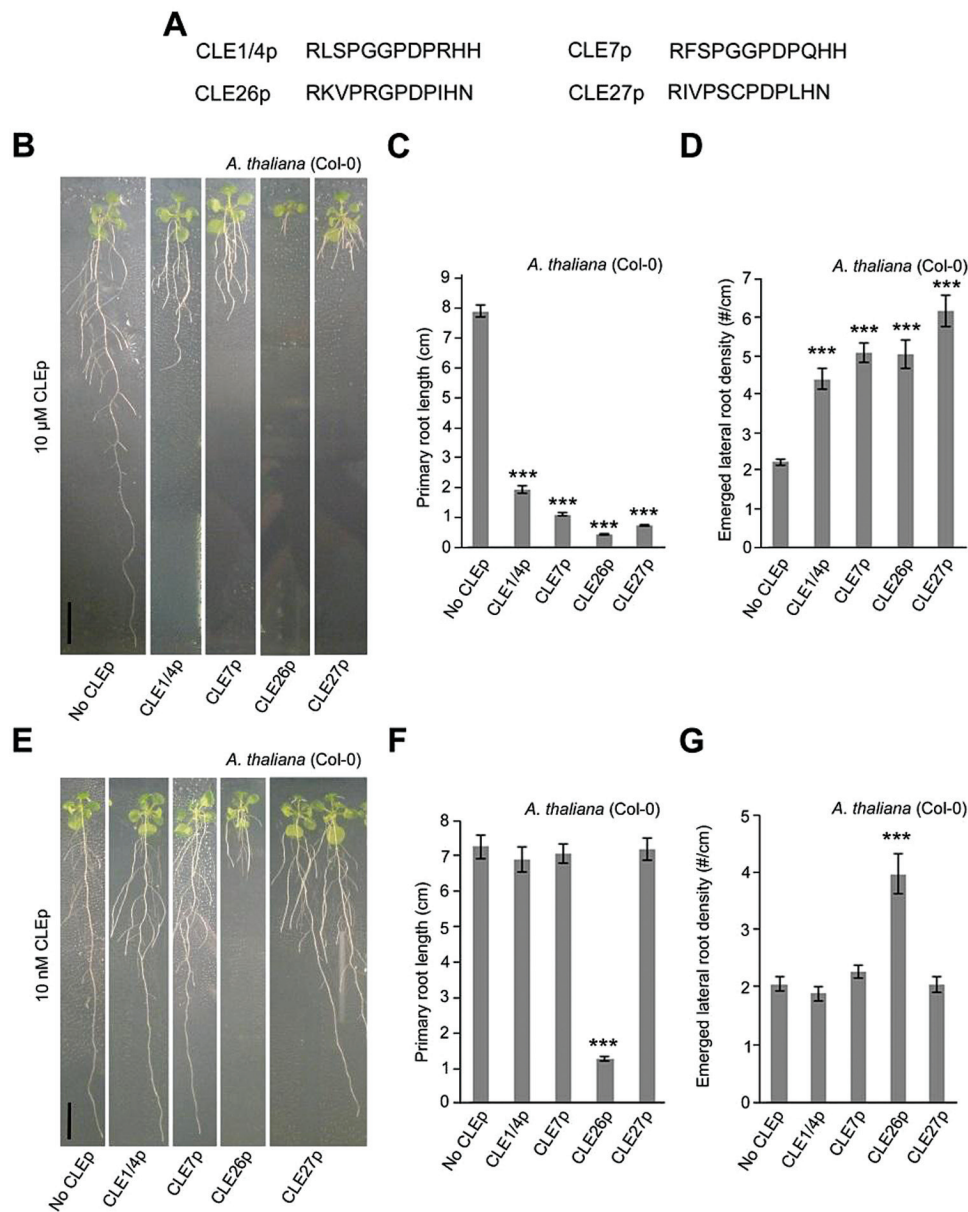 A
CLE1/4p RLSPGGPDPRHH CLE7p RFSPGGPDPQHH
CLE26p RKVPRGPDPIHN CLE27p RIVPSCPDPLHN
B
A. thaliana (Col-0)
10 µM CLEp
No CLEp
CLE1/4p
CLE7p
CLE26p
CLE27p
C
A. thaliana (Col-0)
Primary root length (cm)
9
8
7
6
5
4
3
2
1
0
***
***
***
***
No CLEp
CLE1/4p
CLE7p
CLE26p
CLE27p
D
A. thaliana (Col-0)
Emerged lateral root density (#/cm)
7
6
5
4
3
2
1
0
***
***
***
***
No CLEp
CLE1/4p
CLE7p
CLE26p
CLE27p
E
A. thaliana (Col-0)
10 nM CLEp
No CLEp
CLE1/4p
CLE7p
CLE26p
CLE27p
F
A. thaliana (Col-0)
Primary root length (cm)
8
7
6
5
4
3
2
1
0
***
No CLEp
CLE1/4p
CLE7p
CLE26p
CLE27p
G
A. thaliana (Col-0)
Emerged lateral root density (#/cm)
5
4
3
2
1
0
***
No CLEp
CLE1/4p
CLE7p
CLE26p
CLE27p